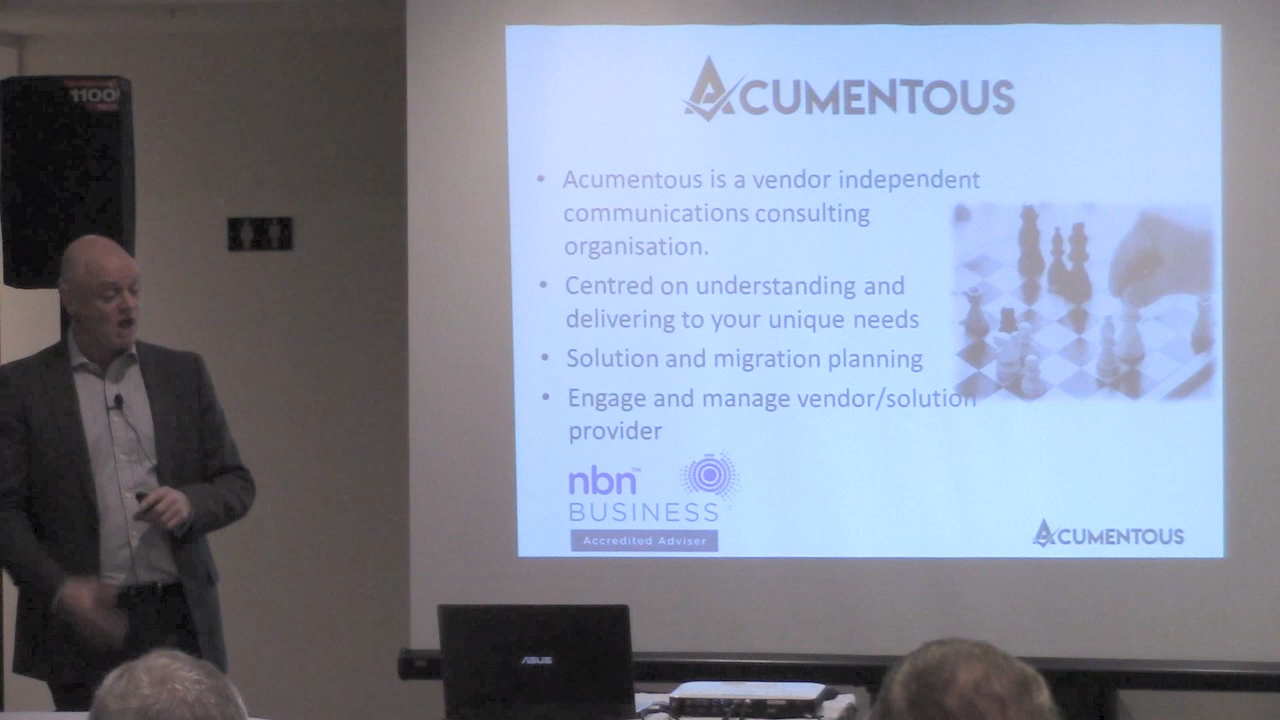 1100
ACUMENTOUS
• Acumentous is a vendor independent
communications consulting
organisation.
• Centred on understanding and
delivering to your unique needs
• Solution and migration planning
• Engage and manage vendor/solution
provider
nbn™
BUSINESS
Accredited Adviser
ACUMENTOUS
ASUS